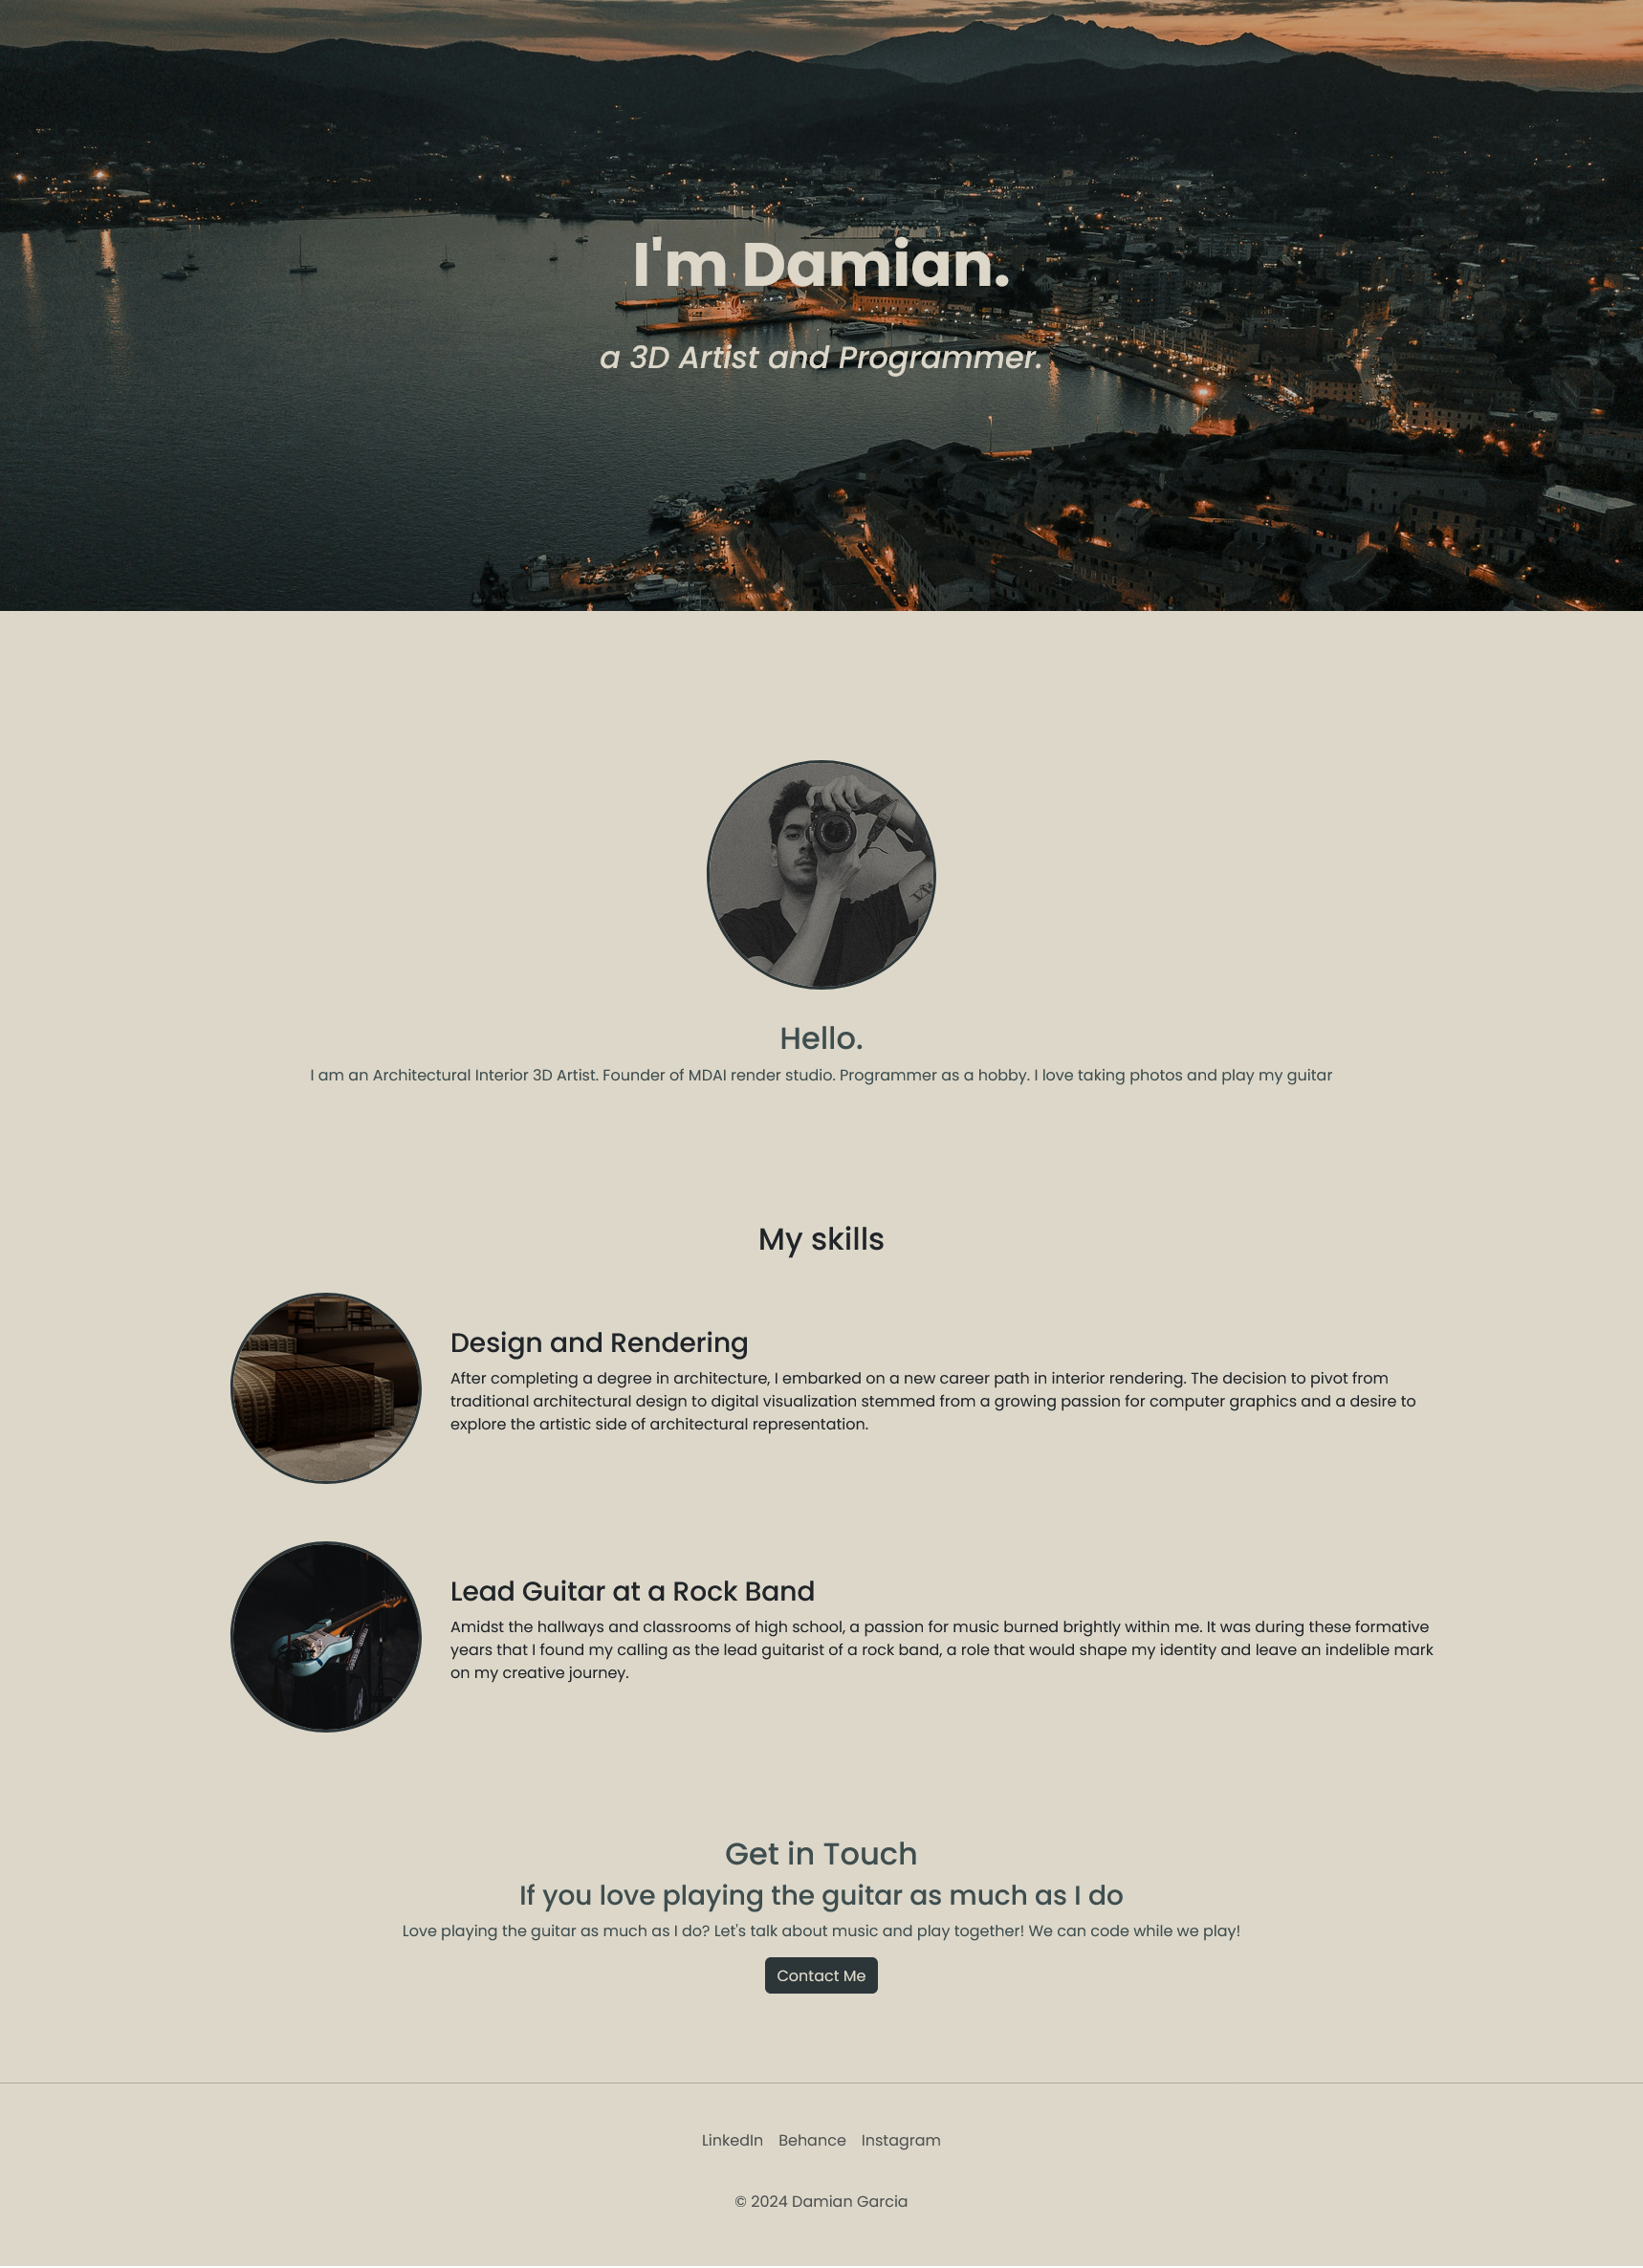 I'm Damian.
a 3D Artist and Programmer.
Hello.
I am an Architectural Interior 3D Artist. Founder of MDAI render studio. Programmer as a hobby. I love taking photos and play my guitar
My skills
Design and Rendering
After completing a degree in architecture, I embarked on a new career path in interior rendering. The decision to pivot from
traditional architectural design to digital visualization stemmed from a growing passion for computer graphics and a desire to
explore the artistic side of architectural representation.
Lead Guitar at a Rock Band
Amidst the hallways and classrooms of high school, a passion for music burned brightly within me. It was during these formative
years that I found my calling as the lead guitarist of a rock band, a role that would shape my identity and leave an indelible mark
on my creative journey.
Get in Touch
If you love playing the guitar as much as I do
Love playing the guitar as much as I do? Let's talk about music and play together! We can code while we play!
Contact Me
LinkedIn Behance Instagram
© 2024 Damian Garcia